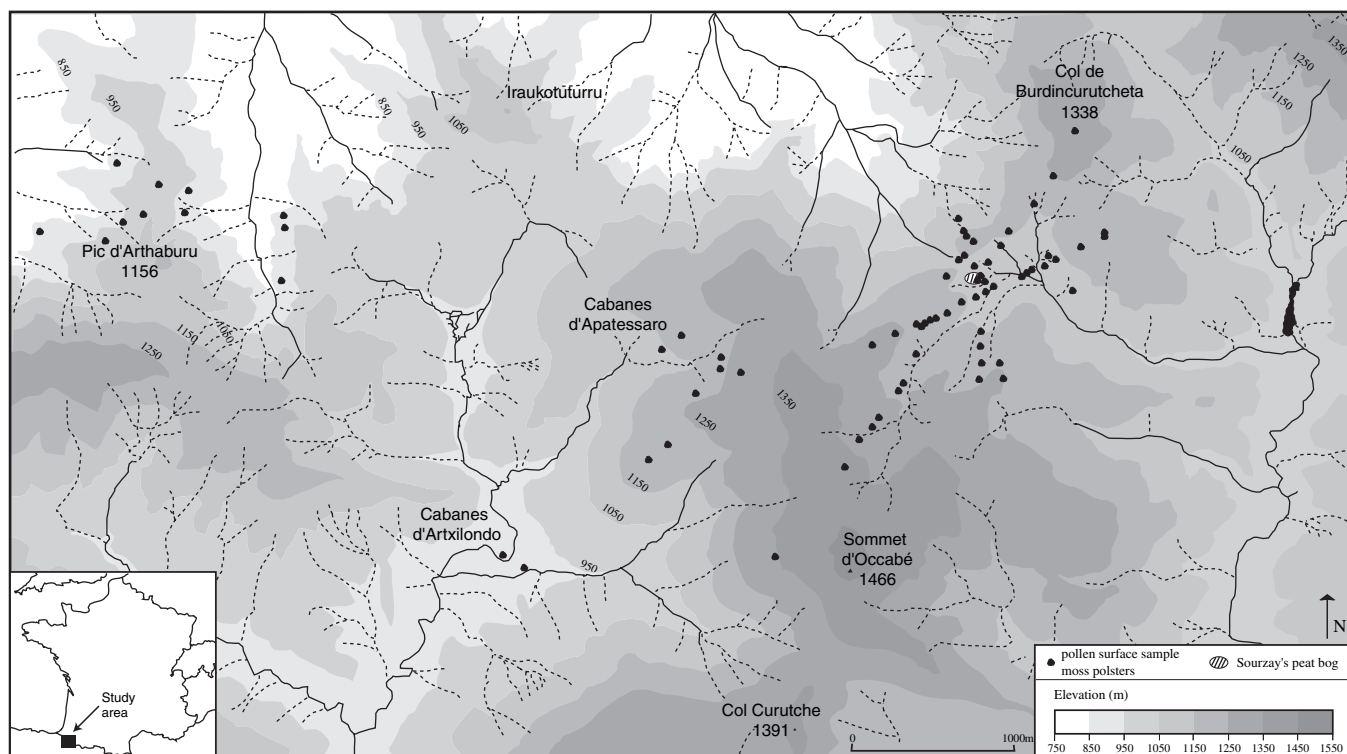 850
950
850
950
1050
Iraukotuturru
Col de
Burdincurutcheta
1338
1350
1250
1150
1050
Pic d'Arthaburu
1156
1150
1050
1250
Cabanes
d'Apatessaro
1350
1250
1150
1050
Cabanes
d'Artxilondo
950
Sommet
d'Occabé
1466
Col Curutche
1391
Study
area
0
1000m
N
pollen surface sample
moss polsters
Sourzay's peat bog
Elevation (m)
750 850 950 1050 1150 1250 1350 1450 1550